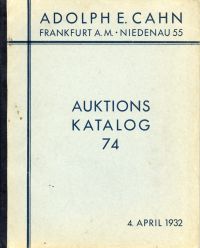 ADOLPH E. CAHN
FRANKFURT A. M. · NIEDENAU 55
AUKTIONS
KATALOG
74
4. APRIL 1932